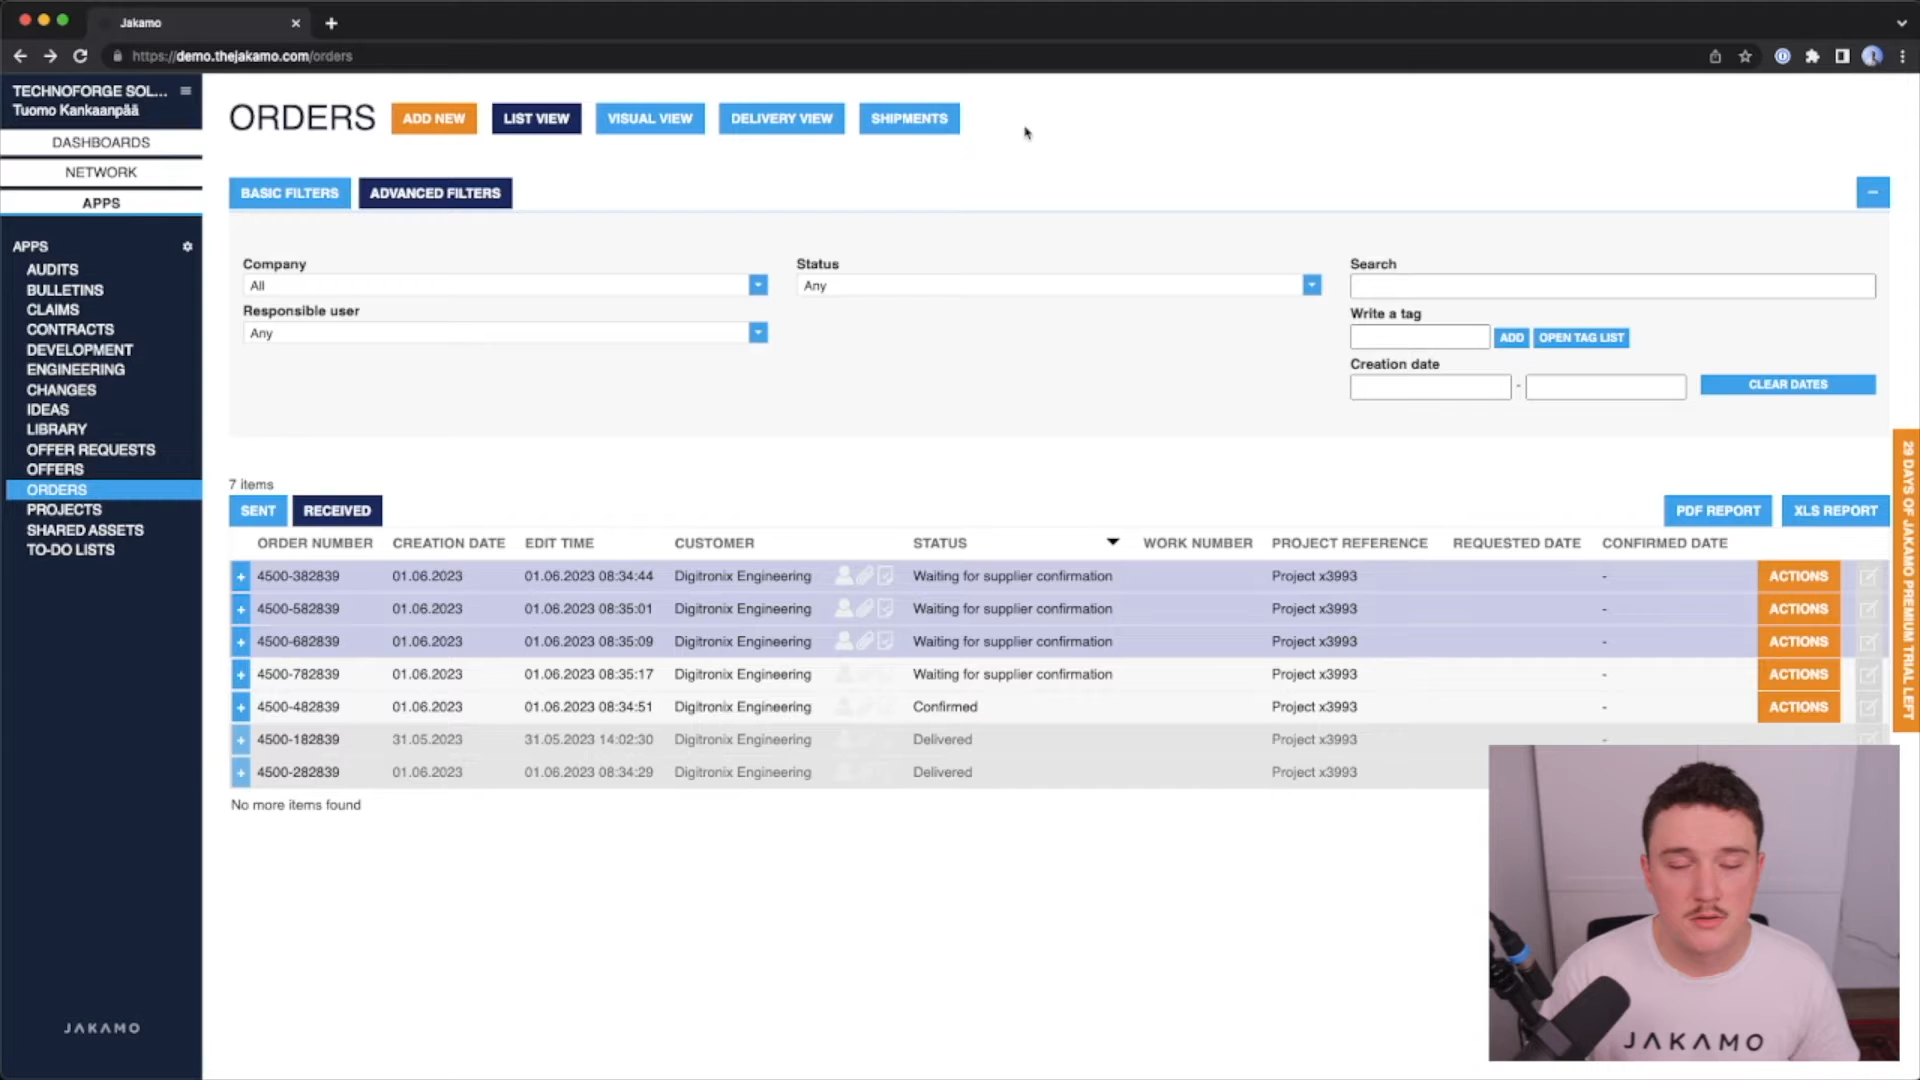 Jakamo
https://demo.thejakamo.com/orders
TECHNOFORGE SOL...
Tuomo Kankaanpää
DASHBOARDS
NETWORK
APPS
APPS
AUDITS
BULLETINS
CLAIMS
CONTRACTS
DEVELOPMENT
ENGINEERING
CHANGES
IDEAS
LIBRARY
OFFER REQUESTS
OFFERS
ORDERS
PROJECTS
SHARED ASSETS
TO-DO LISTS
JAKAMO
ORDERS ADD NEW LIST VIEW VISUAL VIEW DELIVERY VIEW SHIPMENTS
BASIC FILTERS ADVANCED FILTERS
Company Status Search
All Any
Responsible user Write a tag
Any ADD OPEN TAG LIST
Creation date
- CLEAR DATES
7 items
SENT RECEIVED PDF REPORT XLS REPORT
ORDER NUMBER CREATION DATE EDIT TIME CUSTOMER STATUS WORK NUMBER PROJECT REFERENCE REQUESTED DATE CONFIRMED DATE
+ 4500-382839 01.06.2023 01.06.2023 08:34:44 Digitronix Engineering Waiting for supplier confirmation Project x3993 - ACTIONS
+ 4500-582839 01.06.2023 01.06.2023 08:35:01 Digitronix Engineering Waiting for supplier confirmation Project x3993 - ACTIONS
+ 4500-682839 01.06.2023 01.06.2023 08:35:09 Digitronix Engineering Waiting for supplier confirmation Project x3993 - ACTIONS
+ 4500-782839 01.06.2023 01.06.2023 08:35:17 Digitronix Engineering Waiting for supplier confirmation Project x3993 - ACTIONS
+ 4500-482839 01.06.2023 01.06.2023 08:34:51 Digitronix Engineering Confirmed Project x3993 - ACTIONS
+ 4500-182839 31.05.2023 31.05.2023 14:02:30 Digitronix Engineering Delivered Project x3993 -
+ 4500-282839 01.06.2023 01.06.2023 08:34:29 Digitronix Engineering Delivered Project x3993
No more items found
29 DAYS OF JAKAMO PREMIUM TRIAL LEFT
JAKAMO